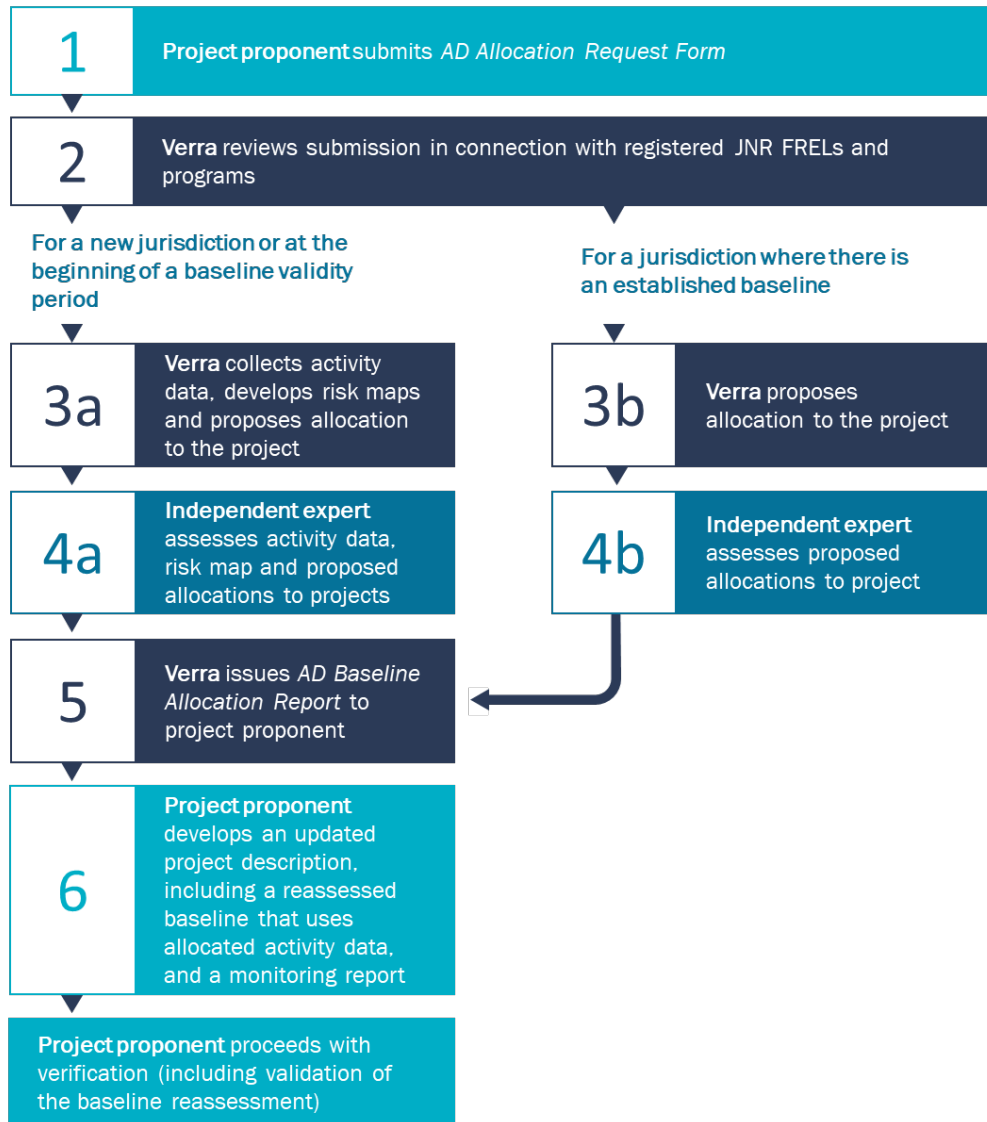 1
Project proponent submits AD Allocation Request Form
2
Verra reviews submission in connection with registered JNR FRELs and
programs
For a new jurisdiction or at the
beginning of a baseline validity
period
For a jurisdiction where there is
an established baseline
3a
Verra collects activity
data, develops risk maps
and proposes allocation
to the project
3b
Verra proposes
allocation to the project
4a
Independent expert
assesses activity data,
risk map and proposed
allocations to projects
4b
Independent expert
assesses proposed
allocations to project
5
Verra issues AD Baseline
Allocation Report to
project proponent
6
Project proponent
develops an updated
project description,
including a reassessed
baseline that uses
allocated activity data,
and a monitoring report
Project proponent proceeds with
verification (including validation of
the baseline reassessment)